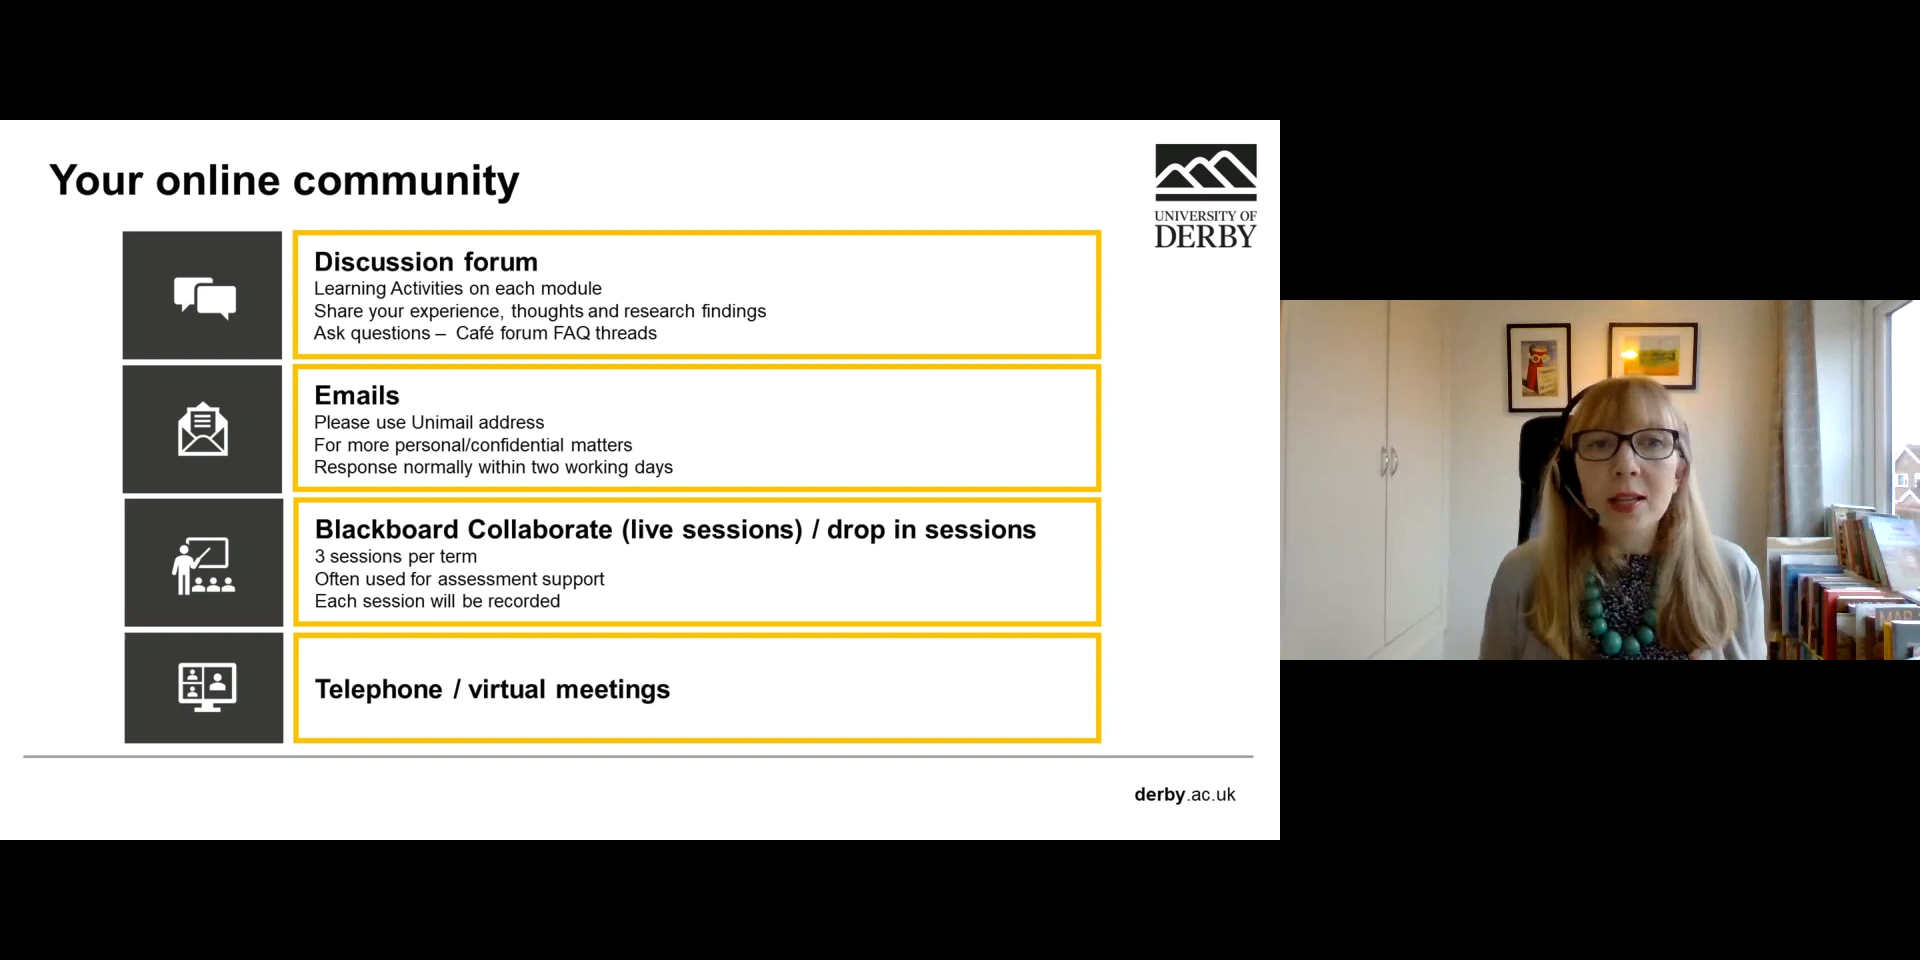 Your online community
UNIVERSITY OF
DERBY
Discussion forum
Learning Activities on each module
Share your experience, thoughts and research findings
Ask questions – Café forum FAQ threads
Emails
Please use Unimail address
For more personal/confidential matters
Response normally within two working days
Blackboard Collaborate (live sessions) / drop in sessions
3 sessions per term
Often used for assessment support
Each session will be recorded
Telephone / virtual meetings
derby.ac.uk